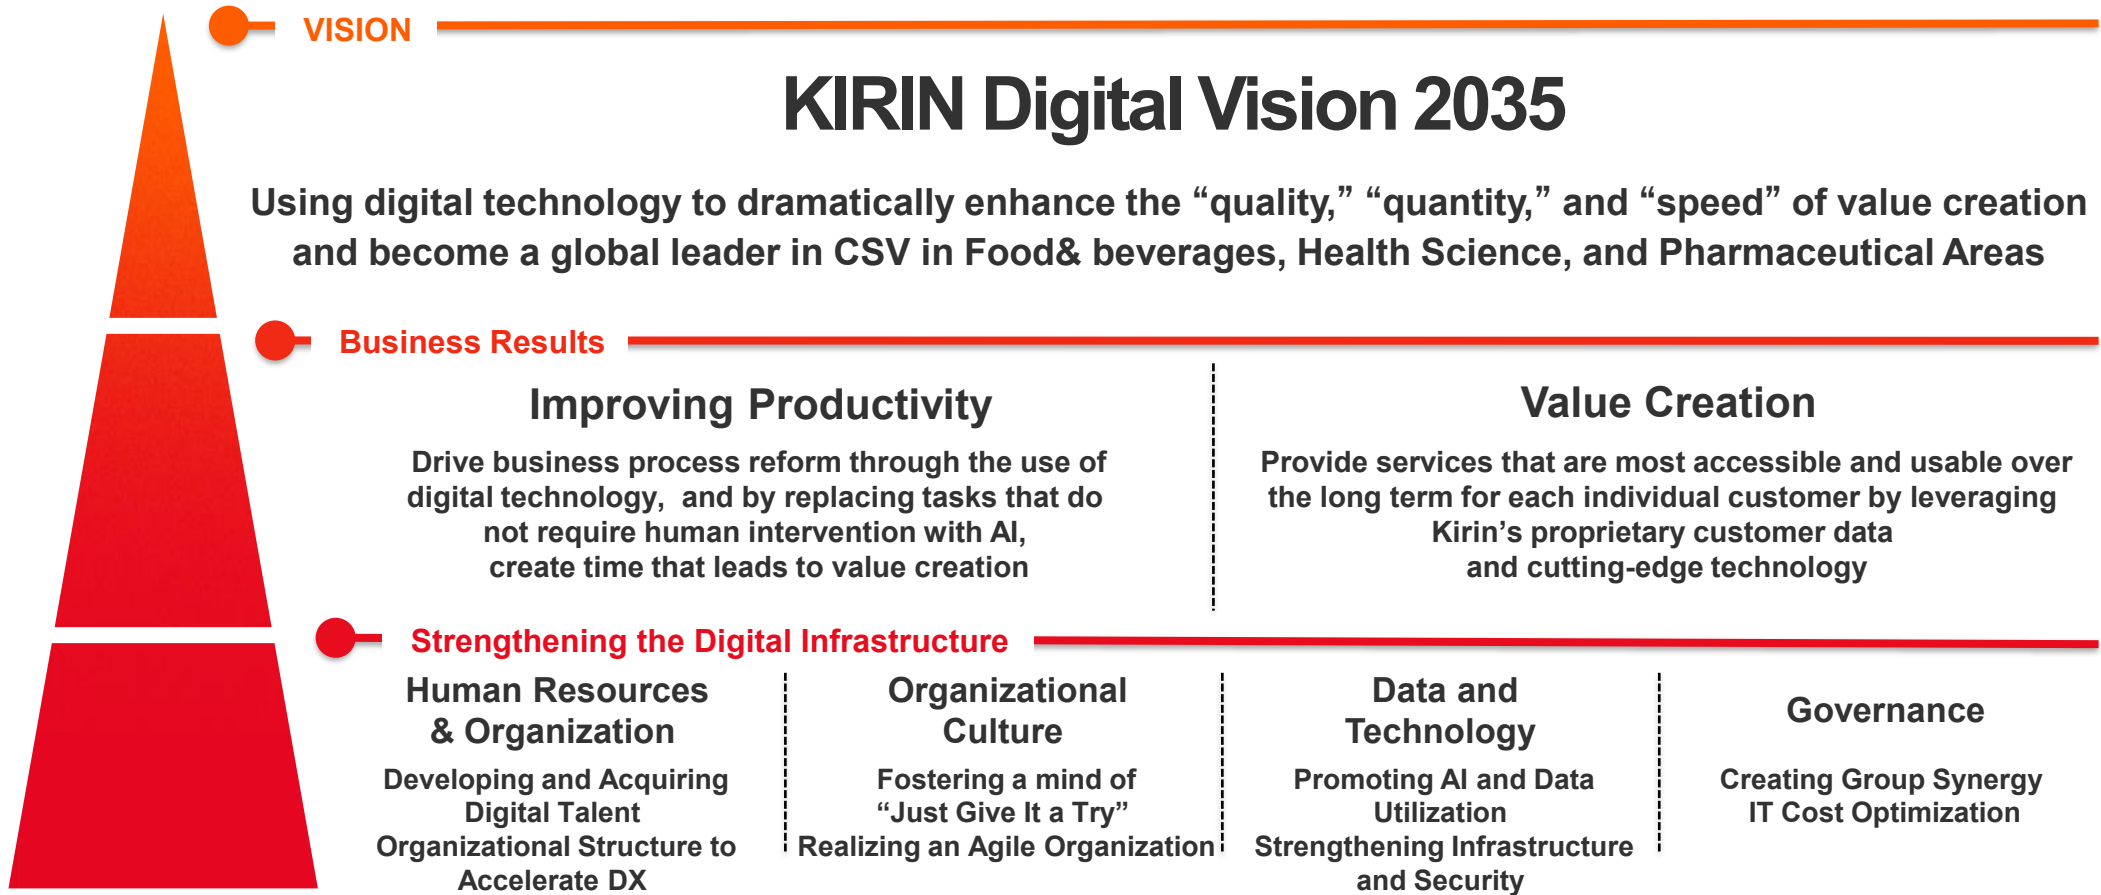 VISION
KIRIN Digital Vision 2035
Using digital technology to dramatically enhance the “quality,” “quantity,” and “speed” of value creation
and become a global leader in CSV in Food& beverages, Health Science, and Pharmaceutical Areas
Business Results
Improving Productivity
Drive business process reform through the use of
digital technology, and by replacing tasks that do
not require human intervention with AI,
create time that leads to value creation
Value Creation
Provide services that are most accessible and usable over
the long term for each individual customer by leveraging
Kirin’s proprietary customer data
and cutting-edge technology
Strengthening the Digital Infrastructure
Human Resources
& Organization
Developing and Acquiring
Digital Talent
Organizational Structure to
Accelerate DX
Organizational
Culture
Fostering a mind of
“Just Give It a Try”
Realizing an Agile Organization
Data and
Technology
Promoting AI and Data
Utilization
Strengthening Infrastructure
and Security
Governance
Creating Group Synergy
IT Cost Optimization